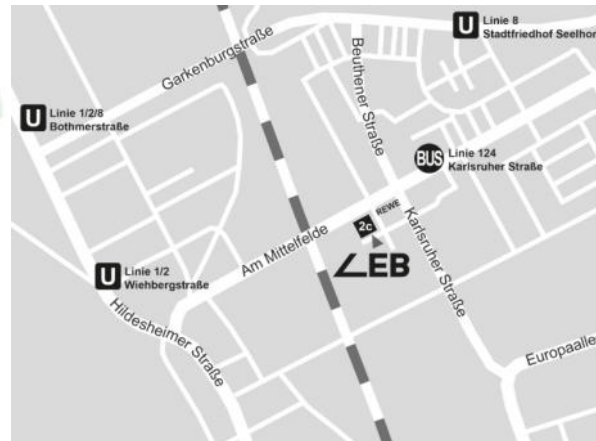 U Linie 8
Stadtfriedhof Seelhor
Garkenburgstraße
Beuthener Straße
U Linie 1/2/8
Bothmerstraße
BUS Linie 124
Karlsruher Straße
REWE
2c
Am Mittelfelde
EB
Karlsruher Straße
U Linie 1/2
Wiehbergstraße
Hildesheimer Straße
Europaalle